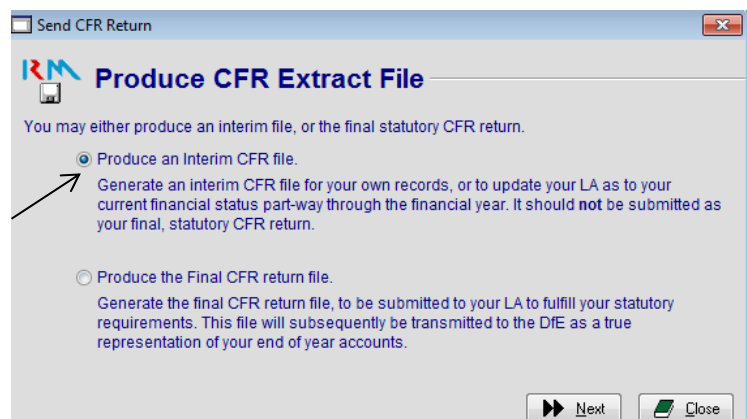 Send CFR Return
RM
Produce CFR Extract File
You may either produce an interim file, or the final statutory CFR return.
Produce an Interim CFR file.
Generate an interim CFR file for your own records, or to update your LA as to your
current financial status part-way through the financial year. It should not be submitted as
your final, statutory CFR return.
Produce the Final CFR return file.
Generate the final CFR return file, to be submitted to your LA to fulfill your statutory
requirements. This file will subsequently be transmitted to the DfE as a true
representation of your end of year accounts.
Next
Close